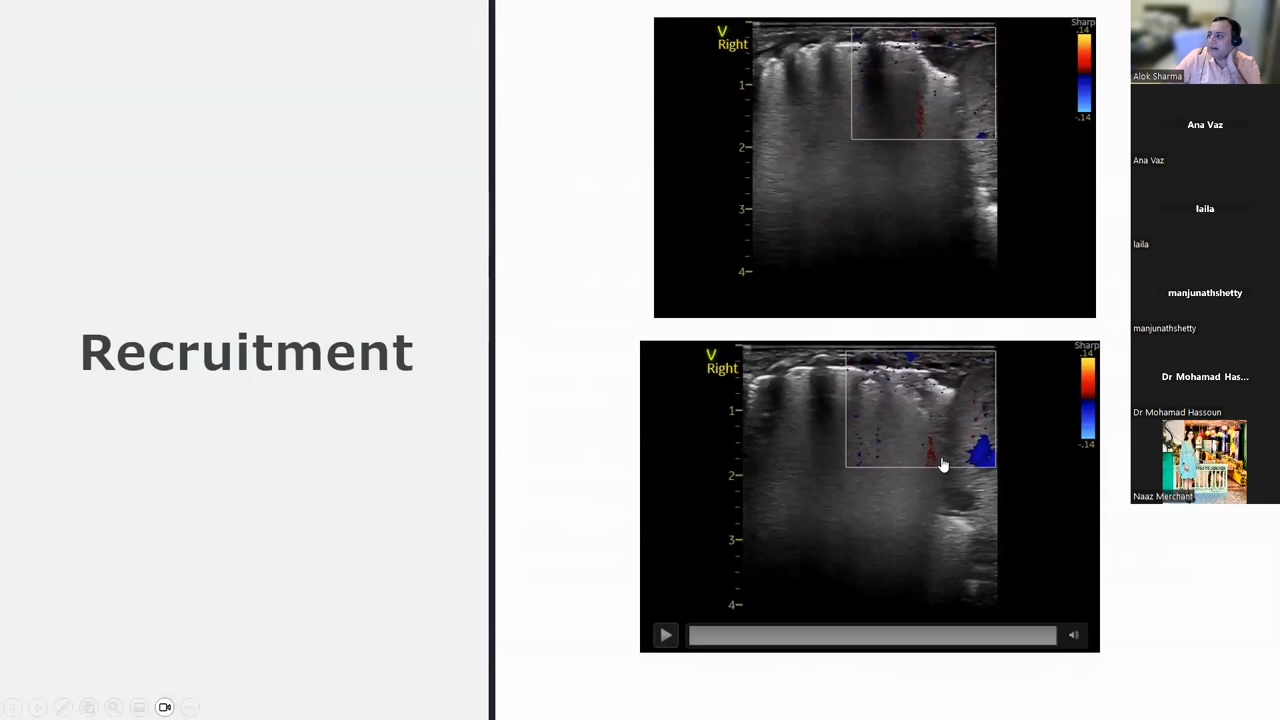 Recruitment
V
Right
1
2
3
4
Sharp
.14
-.14
V
Right
1
2
3
4
Sharp
.14
-.14
Alok Sharma
Ana Vaz
Ana Vaz
laila
laila
manjunathshetty
manjunathshetty
Dr Mohamad Has...
Dr Mohamad Hassoun
Naaz Merchant